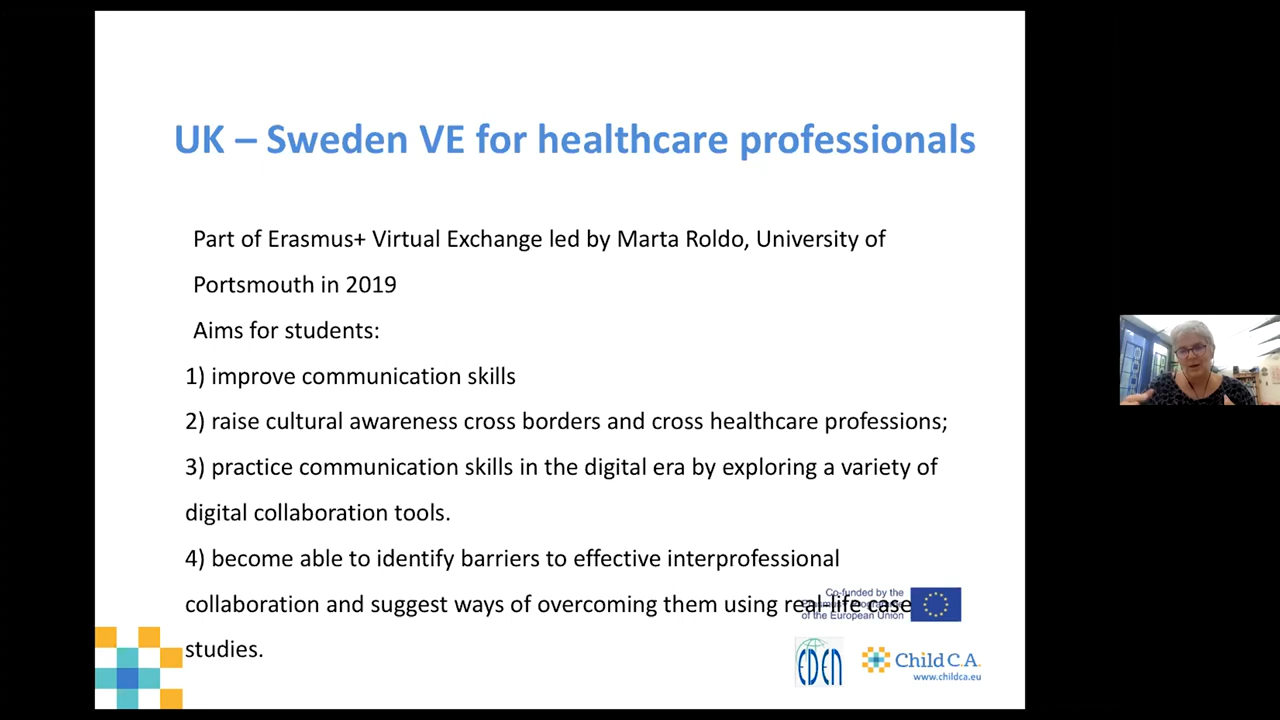 UK – Sweden VE for healthcare professionals
Part of Erasmus+ Virtual Exchange led by Marta Roldo, University of
Portsmouth in 2019
Aims for students:
1) improve communication skills
2) raise cultural awareness cross borders and cross healthcare professions;
3) practice communication skills in the digital era by exploring a variety of
digital collaboration tools.
4) become able to identify barriers to effective interprofessional
collaboration and suggest ways of overcoming them using real-life case
studies.
Co-funded by the
Erasmus+ Programme
of the European Union
EDEN
Child C.A.
www.childca.eu